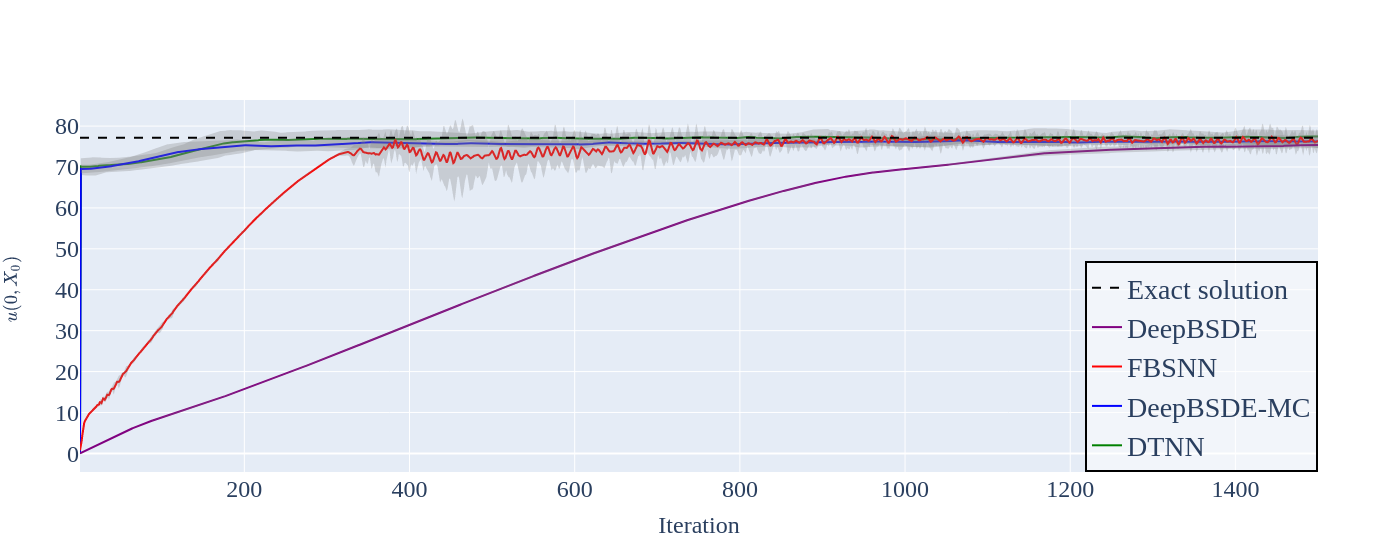 80
70
60
50
40
30
20
10
0
u(0, X₀)
200 400 600 800 1000 1200 1400
Iteration
Exact solution
DeepBSDE
FBSNN
DeepBSDE-MC
DTNN